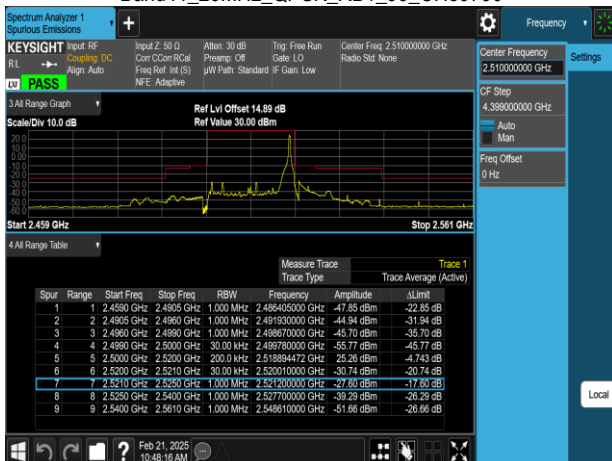 Spectrum Analyzer 1
Spurious Emissions
Frequency
KEYSIGHT Input: RF Input Z: 50 Ω Atten: 30 dB Trig: Free Run Center Freq: 2.510000000 GHz
RL Coupling: DC Corr CCorr RCal Preamp: Off Gate: LO Radio Std: None
Align: Auto Freq Ref: Int (S) µW Path: Standard IF Gain: Low
LXI PASS NFE: Adaptive
Center Frequency
2.510000000 GHz
Settings
CF Step
4.399000000 GHz
Auto
Man
Freq Offset
0 Hz
3 All Range Graph
Ref Lvl Offset 14.89 dB
Scale/Div 10.0 dB Ref Value 30.00 dBm
20.0
10.0
0.00
-10.0
-20.0
-30.0
-40.0
-50.0
-60.0
Start 2.459 GHz Stop 2.561 GHz
4 All Range Table
Measure Trace Trace 1
Trace Type Trace Average (Active)
Spur Range Start Freq Stop Freq RBW Frequency Amplitude ΔLimit
1 1 2.4590 GHz 2.4905 GHz 1.000 MHz 2.486405000 GHz -47.85 dBm -22.85 dB
2 2 2.4905 GHz 2.4960 GHz 1.000 MHz 2.491930000 GHz -44.94 dBm -31.94 dB
3 3 2.4960 GHz 2.4990 GHz 1.000 MHz 2.498670000 GHz -45.70 dBm -35.70 dB
4 4 2.4990 GHz 2.5000 GHz 30.00 kHz 2.499780000 GHz -55.77 dBm -45.77 dB
5 5 2.5000 GHz 2.5200 GHz 200.0 kHz 2.518894472 GHz 25.26 dBm -4.743 dB
6 6 2.5200 GHz 2.5210 GHz 30.00 kHz 2.520010000 GHz -30.74 dBm -20.74 dB
7 7 2.5210 GHz 2.5250 GHz 1.000 MHz 2.521200000 GHz -27.60 dBm -17.60 dB
8 8 2.5250 GHz 2.5400 GHz 1.000 MHz 2.527700000 GHz -39.29 dBm -26.29 dB
9 9 2.5400 GHz 2.5610 GHz 1.000 MHz 2.548610000 GHz -51.66 dBm -26.66 dB
Local
Feb 21, 2025
10:48:16 AM